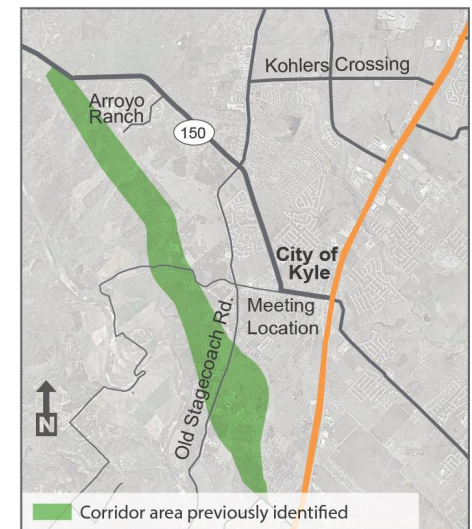 Kohlers Crossing
Arroyo
Ranch
150
City of
Kyle
Meeting
Location
Old Stagecoach Rd.
N
Corridor area previously identified